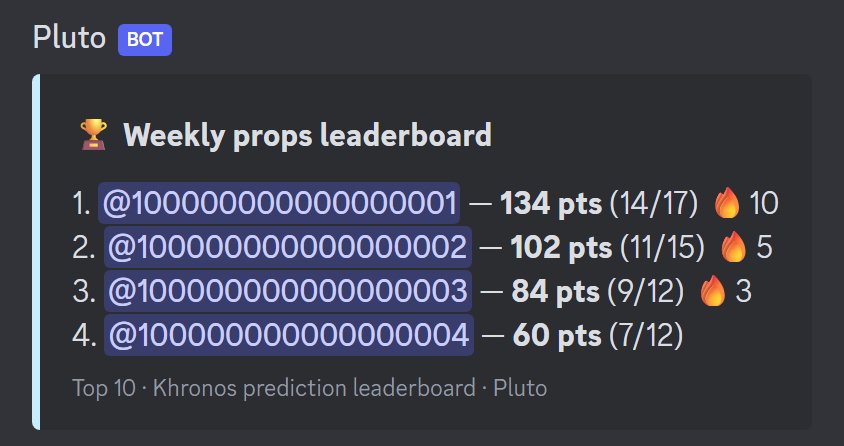 Pluto BOT
🏆 Weekly props leaderboard
1. @100000000000000001 — 134 pts (14/17) 🔥 10
2. @100000000000000002 — 102 pts (11/15) 🔥 5
3. @100000000000000003 — 84 pts (9/12) 🔥 3
4. @100000000000000004 — 60 pts (7/12)
Top 10 · Khronos prediction leaderboard · Pluto